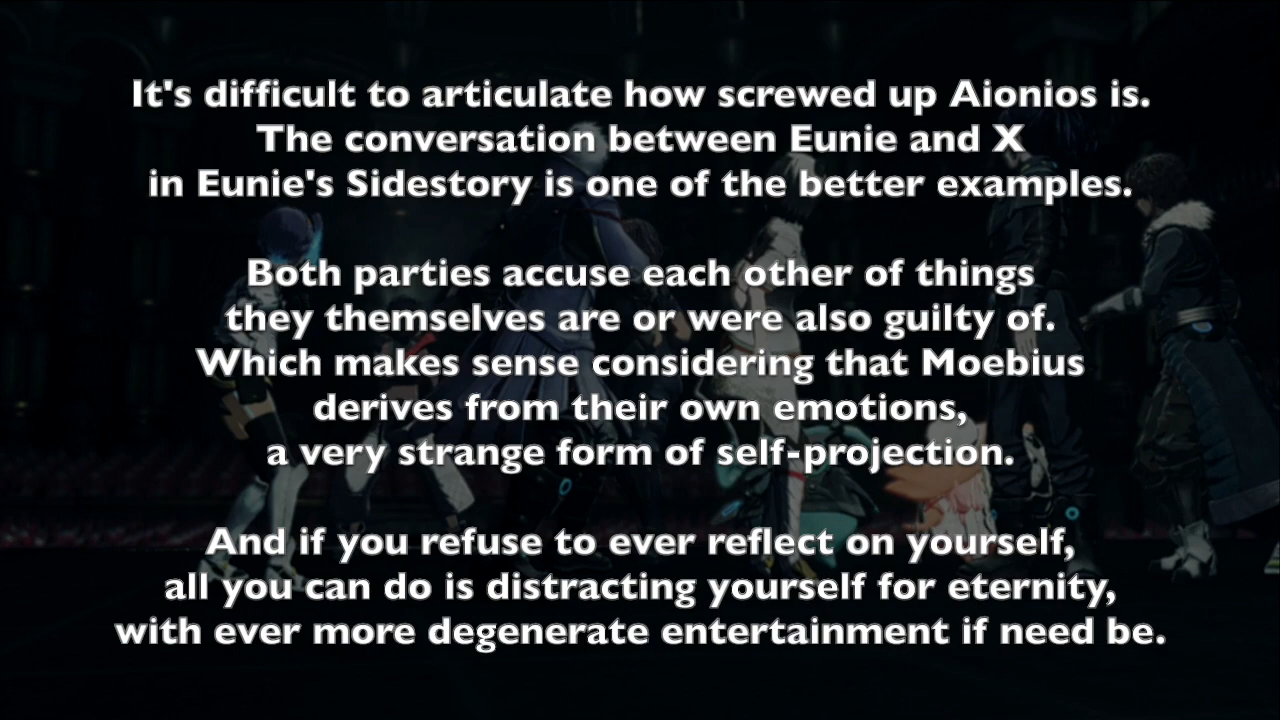 It's difficult to articulate how screwed up Aionios is.
The conversation between Eunie and X
in Eunie's Sidestory is one of the better examples.
Both parties accuse each other of things
they themselves are or were also guilty of.
Which makes sense considering that Moebius
derives from their own emotions,
a very strange form of self-projection.
And if you refuse to ever reflect on yourself,
all you can do is distracting yourself for eternity,
with ever more degenerate entertainment if need be.